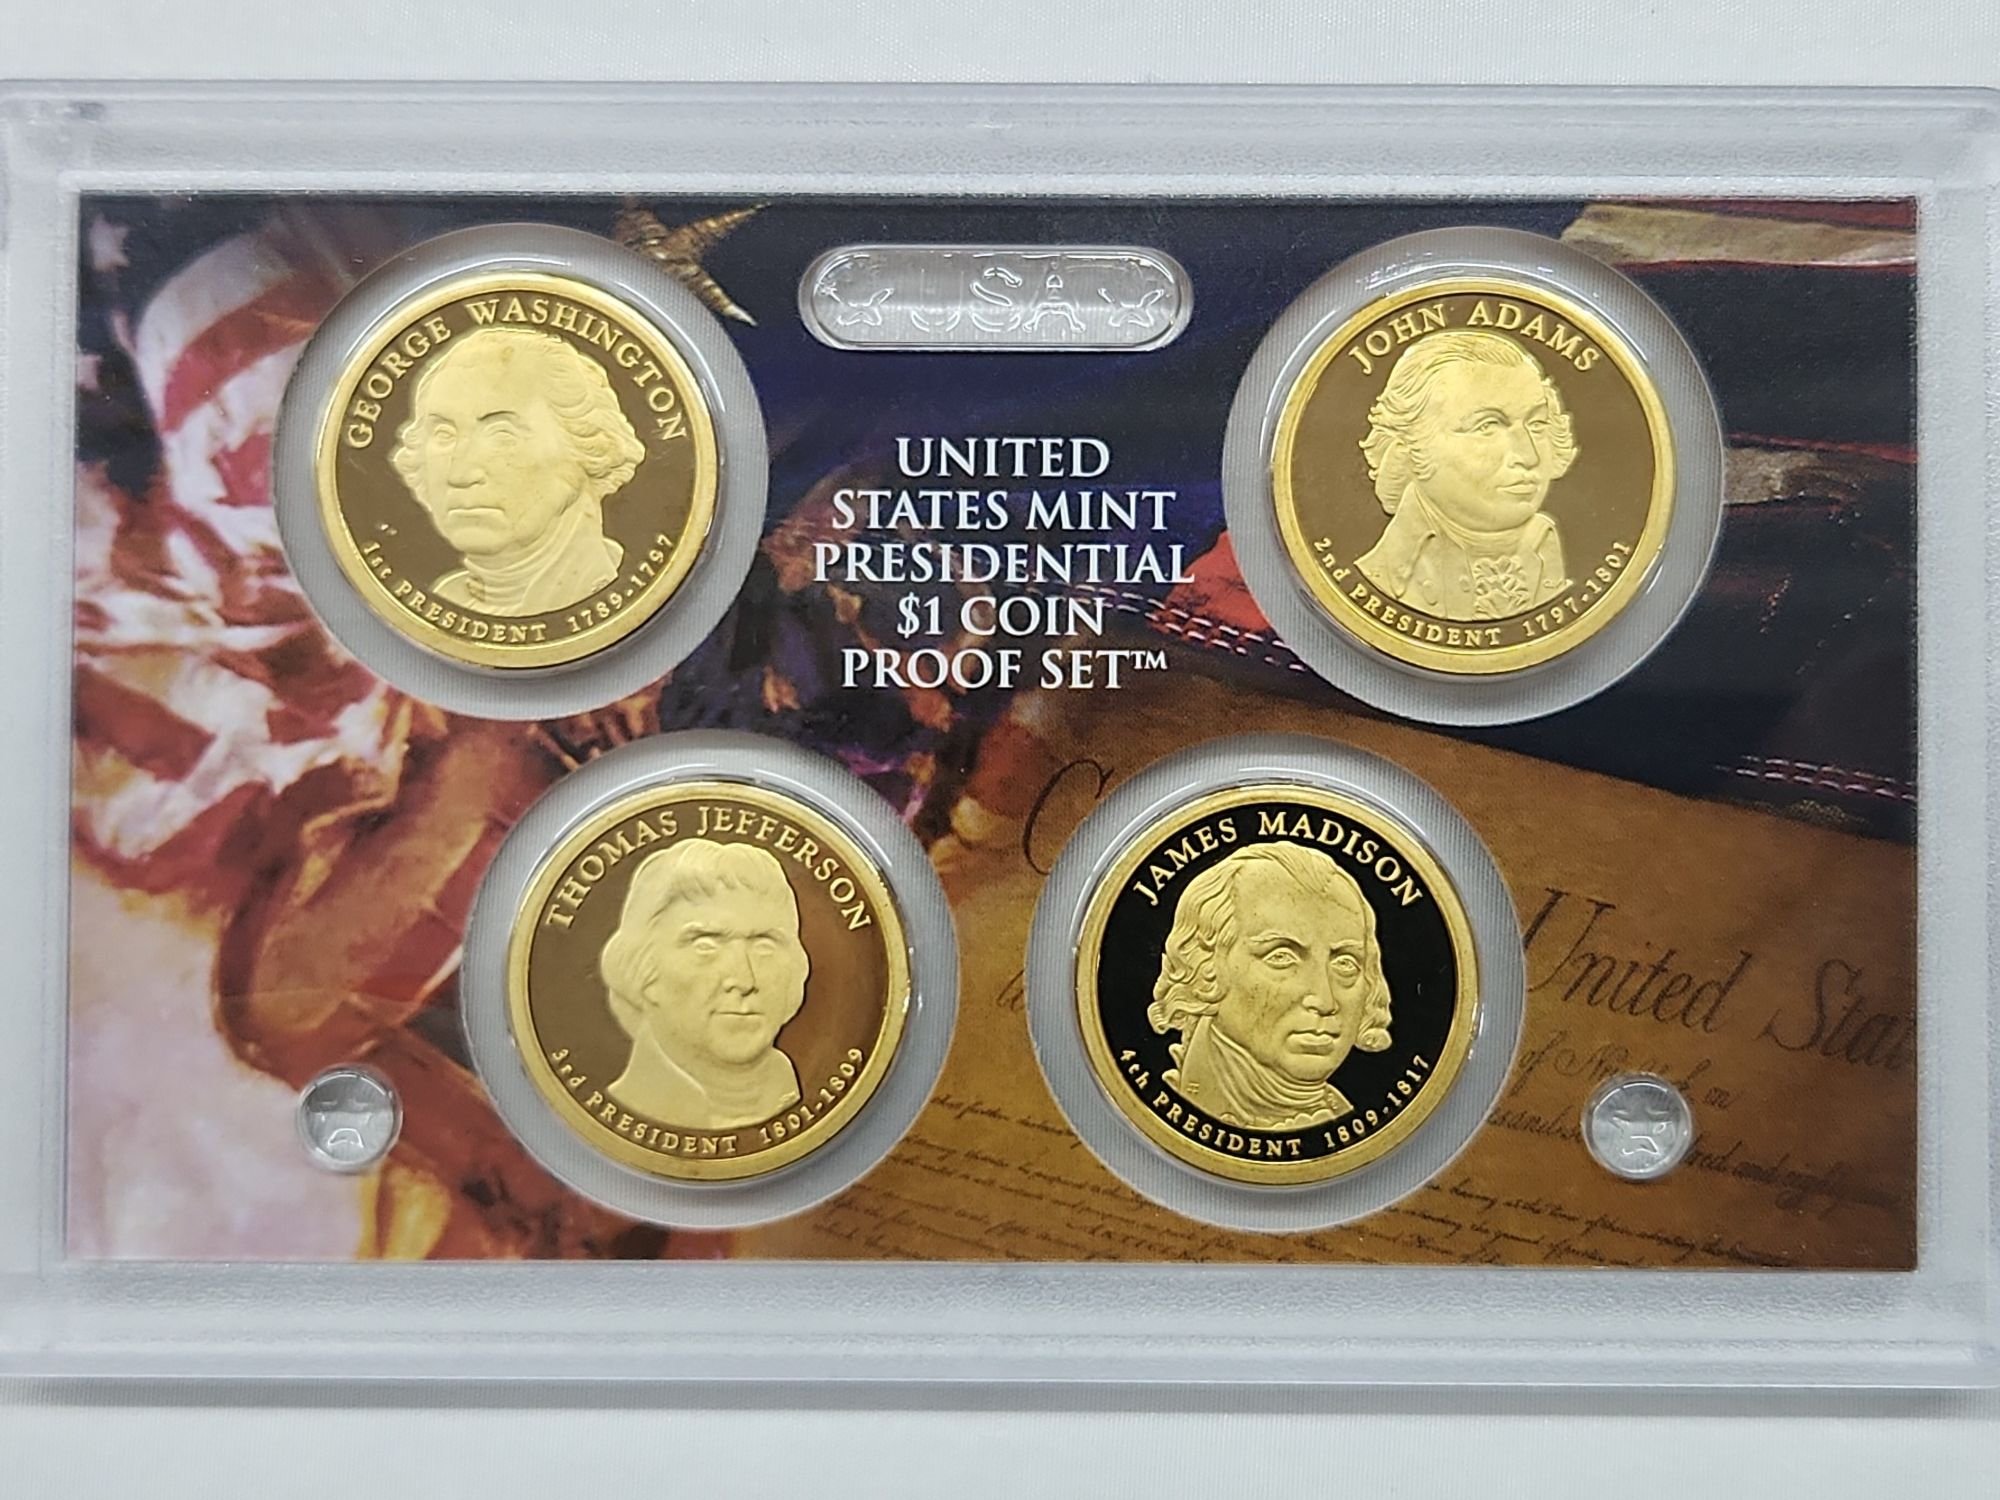 GEORGE WASHINGTON
1st PRESIDENT 1789-1797
USA
JOHN ADAMS
2nd PRESIDENT 1797-1801
UNITED
STATES MINT
PRESIDENTIAL
$1 COIN
PROOF SET™
THOMAS JEFFERSON
3rd PRESIDENT 1801-1809
JAMES MADISON
4th PRESIDENT 1809-1817
United Stat